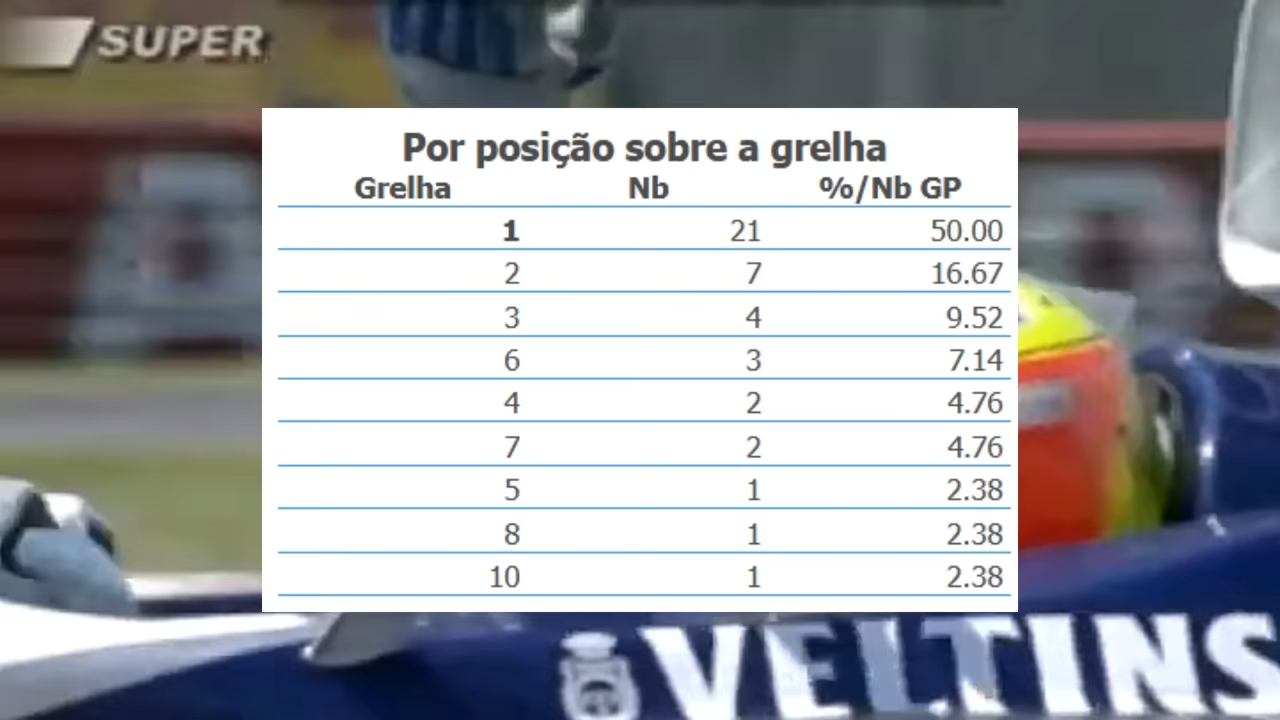 SUPER
Por posição sobre a grelha
Grelha Nb %/Nb GP
1 21 50.00
2 7 16.67
3 4 9.52
6 3 7.14
4 2 4.76
7 2 4.76
5 1 2.38
8 1 2.38
10 1 2.38
VELTINS